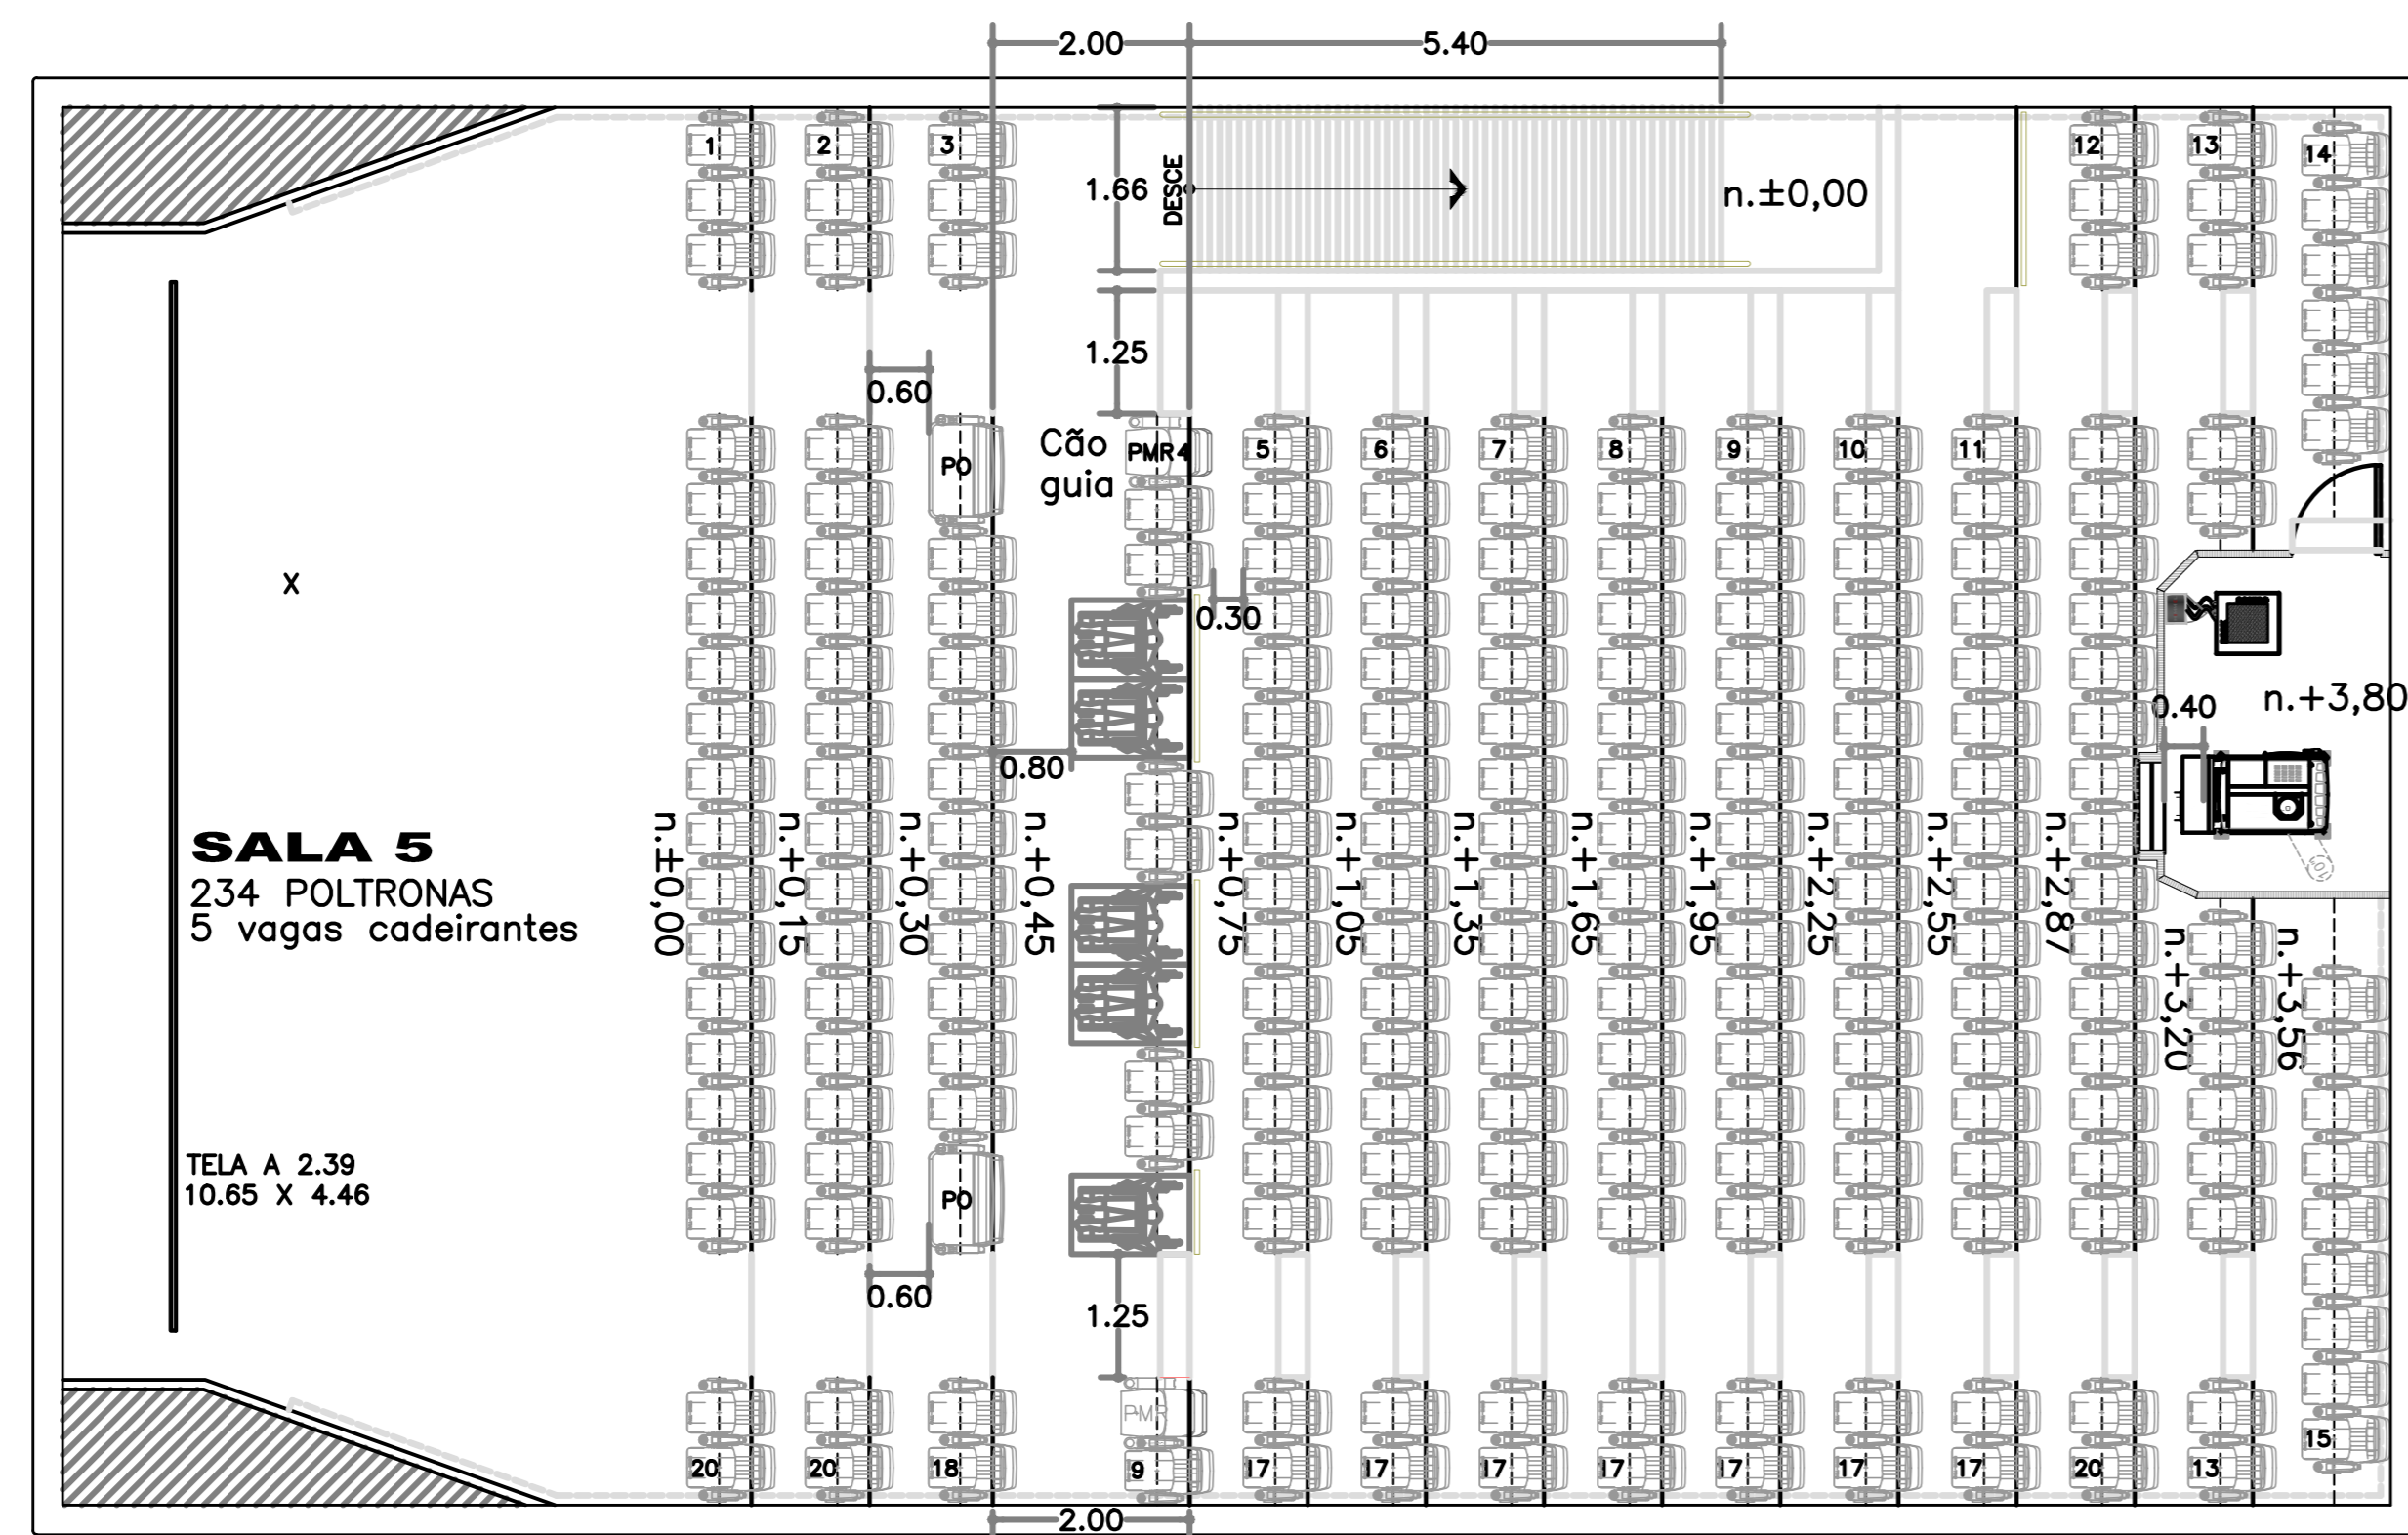 2.00
5.40
1
2
3
12
13
14
1.66
DESCE
n.±0,00
1.25
0.60
Cão
guia
PO
PMR4
5
6
7
8
9
10
11
X
0.30
0.80
0.40
n.+3,80
n.±0,00
n.+0,15
n.+0,30
n.+0,45
n.+0,75
n.+1,05
n.+1,35
n.+1,65
n.+1,95
n.+2,25
n.+2,55
n.+2,87
n.+3,20
n.+3,56
SALA 5
234 POLTRONAS
5 vagas cadeirantes
TELA A 2.39
10.65 X 4.46
PO
0.60
1.25
PMR
20
20
18
9
17
17
17
17
17
17
17
20
13
15
2.00